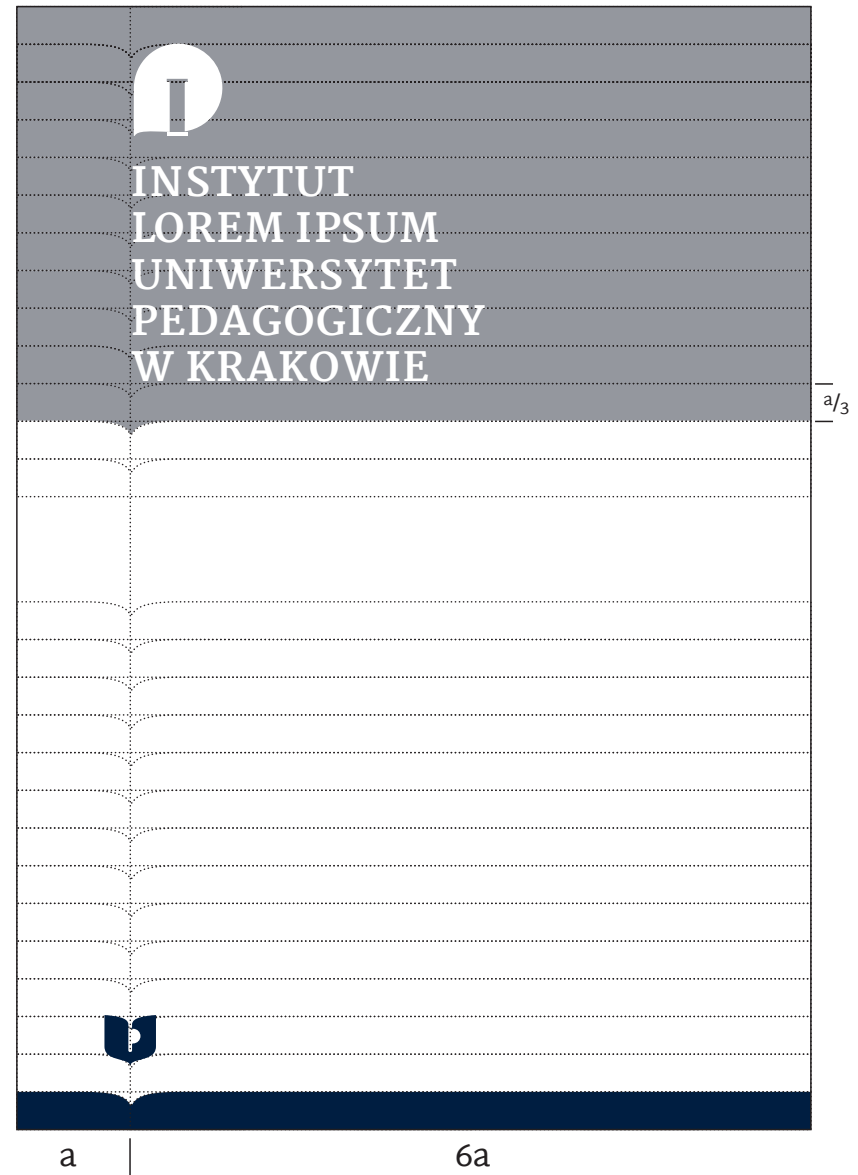 I
INSTYTUT
LOREM IPSUM
UNIWERSYTET
PEDAGOGICZNY
W KRAKOWIE
a/3
a
6a